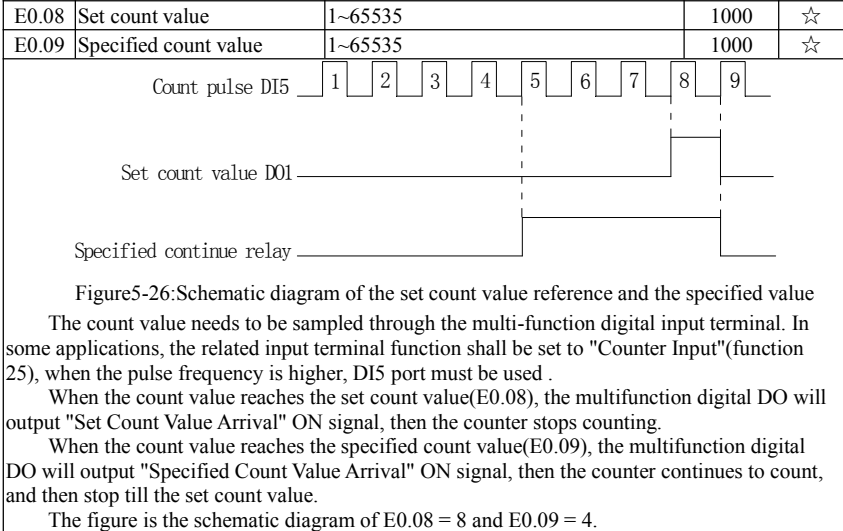 E0.08 Set count value 1~65535 1000 ☆
E0.09 Specified count value 1~65535 1000 ☆
Count pulse DI5 1 2 3 4 5 6 7 8 9
Set count value DO1
Specified continue relay
Figure5-26:Schematic diagram of the set count value reference and the specified value
The count value needs to be sampled through the multi-function digital input terminal. In
some applications, the related input terminal function shall be set to "Counter Input"(function
25), when the pulse frequency is higher, DI5 port must be used .
When the count value reaches the set count value(E0.08), the multifunction digital DO will
output "Set Count Value Arrival" ON signal, then the counter stops counting.
When the count value reaches the specified count value(E0.09), the multifunction digital
DO will output "Specified Count Value Arrival" ON signal, then the counter continues to count,
and then stop till the set count value.
The figure is the schematic diagram of E0.08 = 8 and E0.09 = 4.